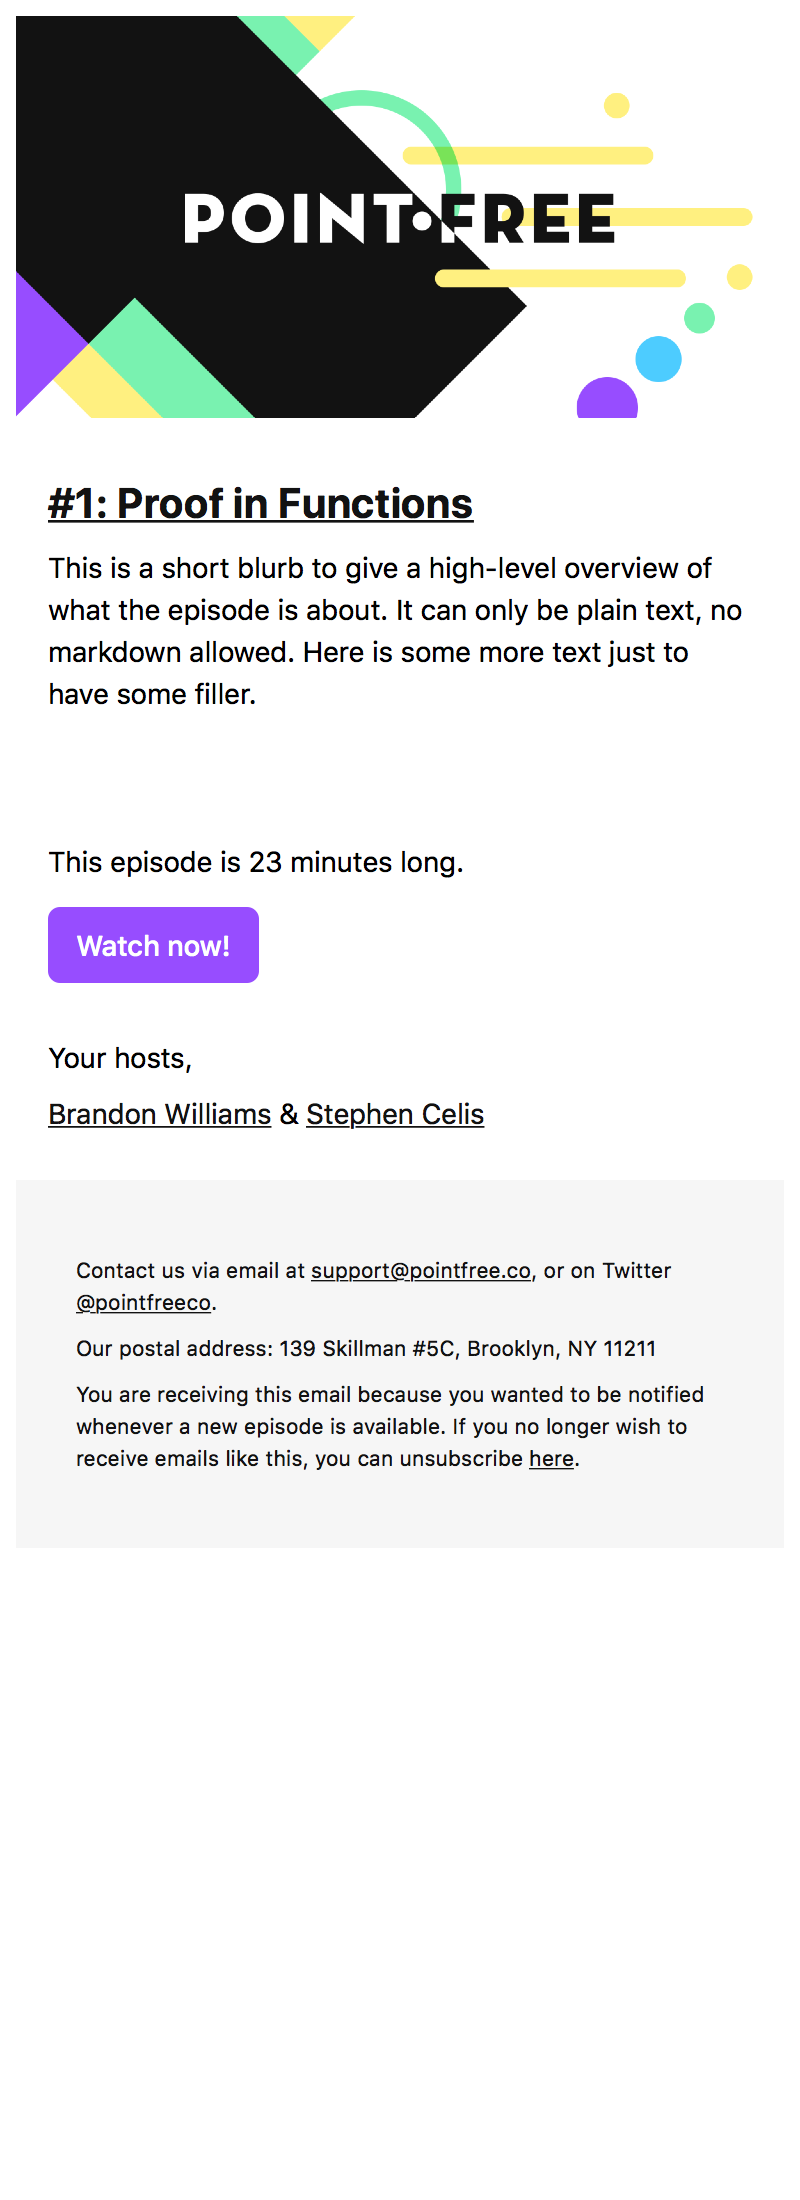 POINT•FREE
#1: Proof in Functions
This is a short blurb to give a high-level overview of
what the episode is about. It can only be plain text, no
markdown allowed. Here is some more text just to
have some filler.
This episode is 23 minutes long.
Watch now!
Your hosts,
Brandon Williams & Stephen Celis
Contact us via email at support@pointfree.co, or on Twitter
@pointfreeco.
Our postal address: 139 Skillman #5C, Brooklyn, NY 11211
You are receiving this email because you wanted to be notified
whenever a new episode is available. If you no longer wish to
receive emails like this, you can unsubscribe here.